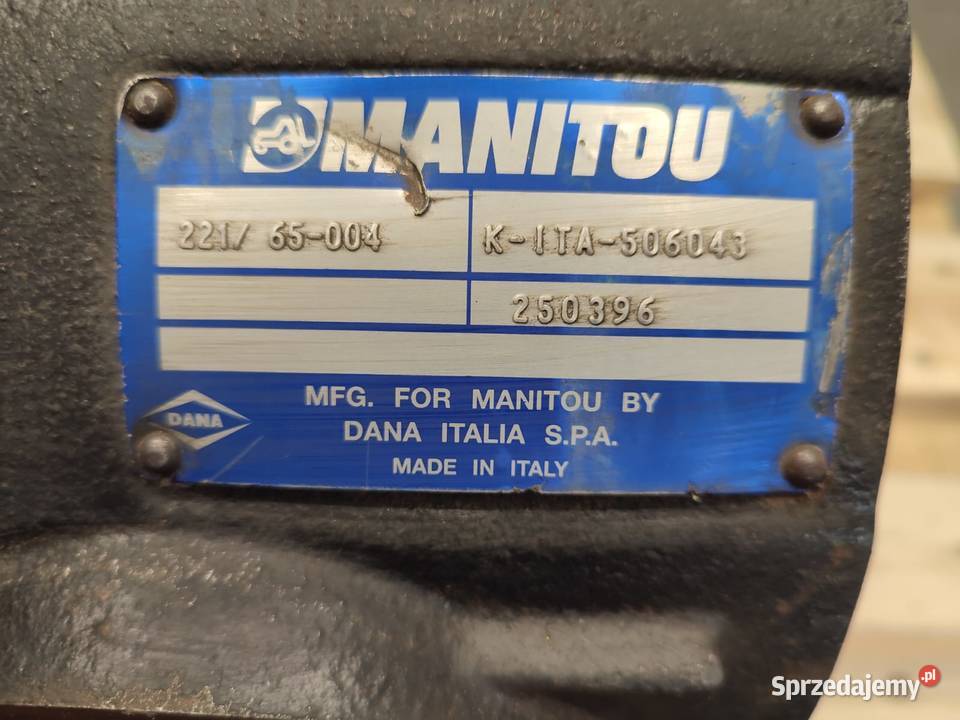 MANITOU
221/ 65-004 K-ITA-506043
250396
MFG. FOR MANITOU BY
DANA DANA ITALIA S.P.A.
MADE IN ITALY
Sprzedajemy.pl